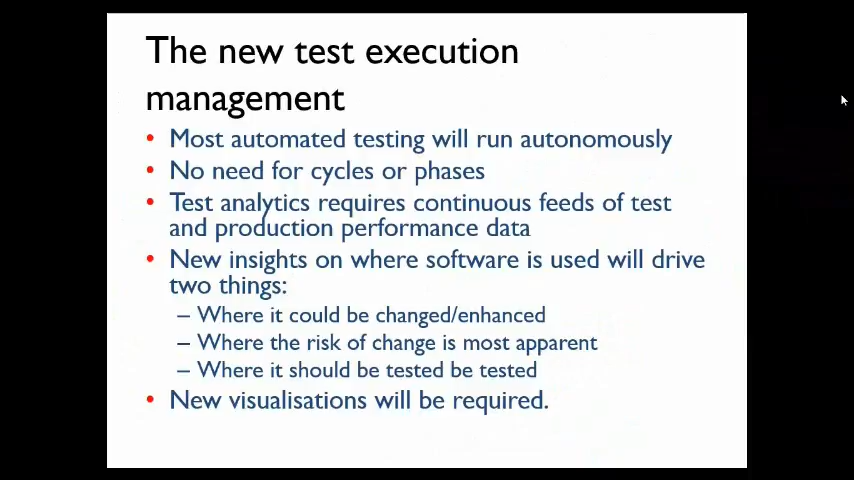 The new test execution
management
• Most automated testing will run autonomously
• No need for cycles or phases
• Test analytics requires continuous feeds of test
and production performance data
• New insights on where software is used will drive
two things:
– Where it could be changed/enhanced
– Where the risk of change is most apparent
– Where it should be tested be tested
• New visualisations will be required.